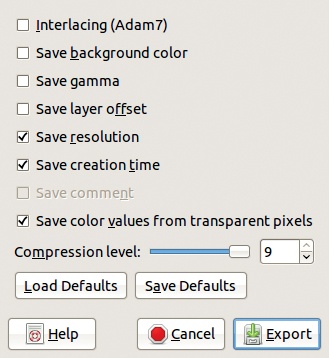 Interlacing (Adam7)
Save background color
Save gamma
Save layer offset
Save resolution
Save creation time
Save comment
Save color values from transparent pixels
Compression level: 9
Load Defaults Save Defaults
Help Cancel Export